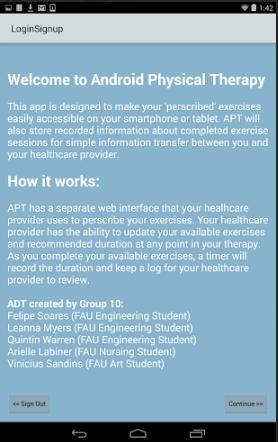 1:42
LoginSignup
Welcome to Android Physical Therapy
This app is designed to make your 'perscribed' exercises
easily accessible on your smartphone or tablet. APT will
also store recorded information about completed exercise
sessions for simple information transfer between you and
your healthcare provider.
How it works:
APT has a separate web interface that your healhcare
provider uses to perscribe your exercises. Your healthcare
provider has the ability to update your available exercises
and recommended duration at any point in your therapy.
As you complete your available exercises, a timer will
record the duration and keep a log for your healthcare
provider to review.
ADT created by Group 10:
Felipe Soares (FAU Engineering Student)
Leanna Myers (FAU Engineering Student)
Quintin Warren (FAU Engineering Student)
Arielle Labiner (FAU Nursing Student)
Vinicius Sandins (FAU Art Student)
<< Sign Out
Continue >>